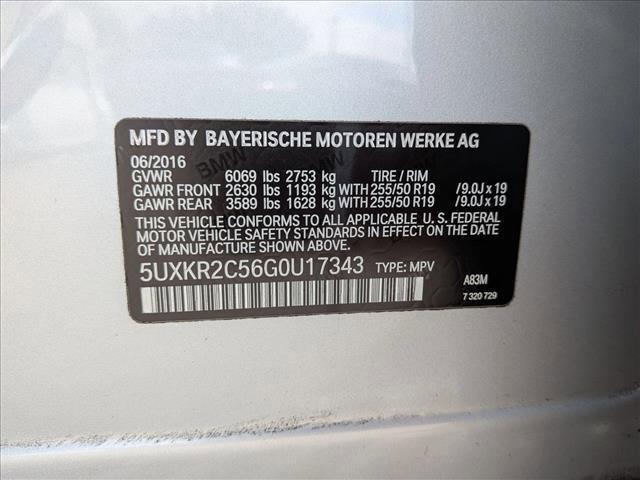 MFD BY BAYERISCHE MOTOREN WERKE AG
06/2016
GVWR 6069 lbs 2753 kg TIRE / RIM
GAWR FRONT 2630 lbs 1193 kg WITH 255/50 R19 /9.0J x 19
GAWR REAR 3589 lbs 1628 kg WITH 255/50 R19 /9.0J x 19
THIS VEHICLE CONFORMS TO ALL APPLICABLE U. S. FEDERAL
MOTOR VEHICLE SAFETY STANDARDS IN EFFECT ON THE DATE
OF MANUFACTURE SHOWN ABOVE.
5UXKR2C56G0U17343 TYPE: MPV
A83M
7 320 729